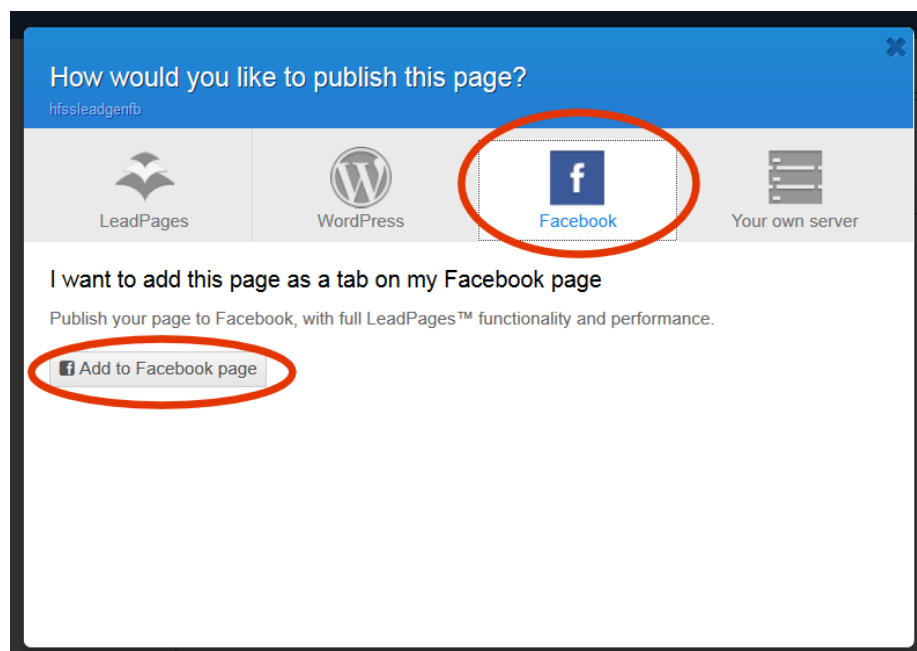 How would you like to publish this page?
hfssleadgenfb
LeadPages
WordPress
Facebook
Your own server
I want to add this page as a tab on my Facebook page
Publish your page to Facebook, with full LeadPages™ functionality and performance.
Add to Facebook page